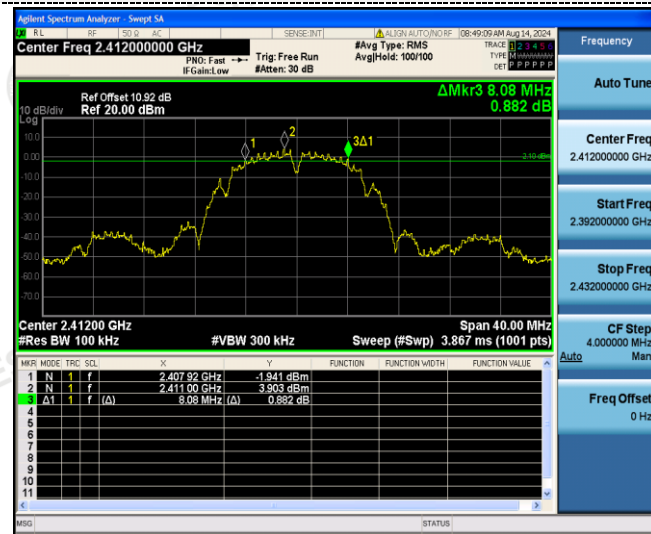 Agilent Spectrum Analyzer - Swept SA
RL RF 50 Ω AC SENSE:INT ALIGN AUTO/NO RF 08:49:09 AM Aug 14, 2024
Center Freq 2.412000000 GHz #Avg Type: RMS TRACE 1 2 3 4 5 6
PNO: Fast Trig: Free Run Avg|Hold: 100/100 TYPE M
IFGain:Low #Atten: 30 dB DET P P P P P P
ΔMkr3 8.08 MHz
0.882 dB
Ref Offset 10.92 dB
10 dB/div Ref 20.00 dBm
Log
10.0
0.00
-10.0
-20.0
-30.0
-40.0
-50.0
-60.0
-70.0
1
2
3Δ1
-2.10 dBm
Center 2.41200 GHz Span 40.00 MHz
#Res BW 100 kHz #VBW 300 kHz Sweep (#Swp) 3.867 ms (1001 pts)
MKR MODE TRC SCL X Y FUNCTION FUNCTION WIDTH FUNCTION VALUE
1 N 1 f 2.407 92 GHz -1.941 dBm
2 N 1 f 2.411 00 GHz 3.903 dBm
3 Δ1 1 f (Δ) 8.08 MHz (Δ) 0.882 dB
4
5
6
7
8
9
10
11
MSG STATUS
Frequency
Auto Tune
Center Freq
2.412000000 GHz
Start Freq
2.392000000 GHz
Stop Freq
2.432000000 GHz
CF Step
4.000000 MHz
Auto Man
Freq Offset
0 Hz